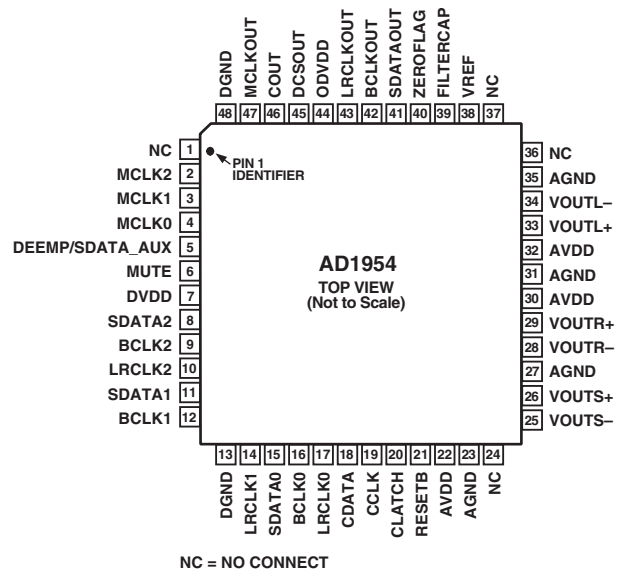 DGND
MCLKOUT
COUT
DCSOUT
ODVDD
LRCLKOUT
BCLKOUT
SDATAOUT
ZEROFLAG
FILTERCAP
VREF
NC
48 47 46 45 44 43 42 41 40 39 38 37
NC 1
MCLK2 2
MCLK1 3
MCLK0 4
DEEMP/SDATA_AUX 5
MUTE 6
DVDD 7
SDATA2 8
BCLK2 9
LRCLK2 10
SDATA1 11
BCLK1 12
PIN 1
IDENTIFIER
AD1954
TOP VIEW
(Not to Scale)
36 NC
35 AGND
34 VOUTL–
33 VOUTL+
32 AVDD
31 AGND
30 AVDD
29 VOUTR+
28 VOUTR–
27 AGND
26 VOUTS+
25 VOUTS–
13 14 15 16 17 18 19 20 21 22 23 24
DGND
LRCLK1
SDATA0
BCLK0
LRCLK0
CDATA
CCLK
CLATCH
RESETB
AVDD
AGND
NC
NC = NO CONNECT